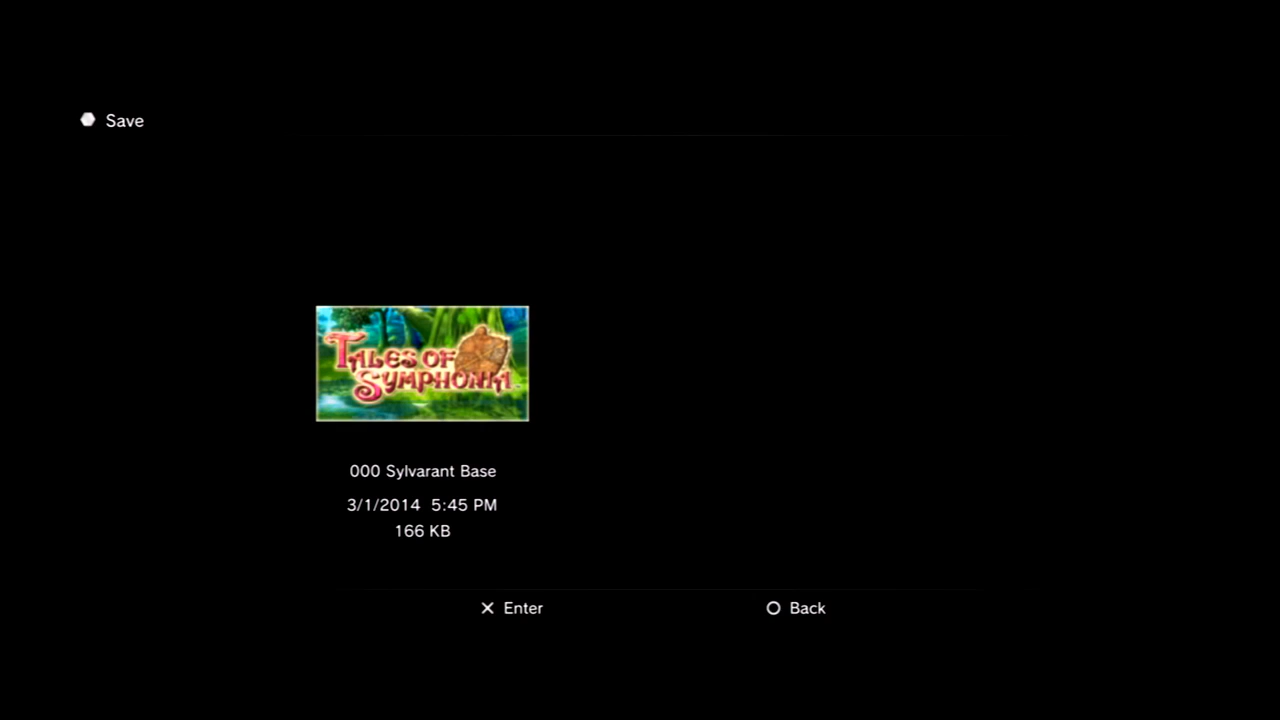 Save
TALES OF
SYMPHONIA
000 Sylvarant Base
3/1/2014 5:45 PM
166 KB
Enter
Back